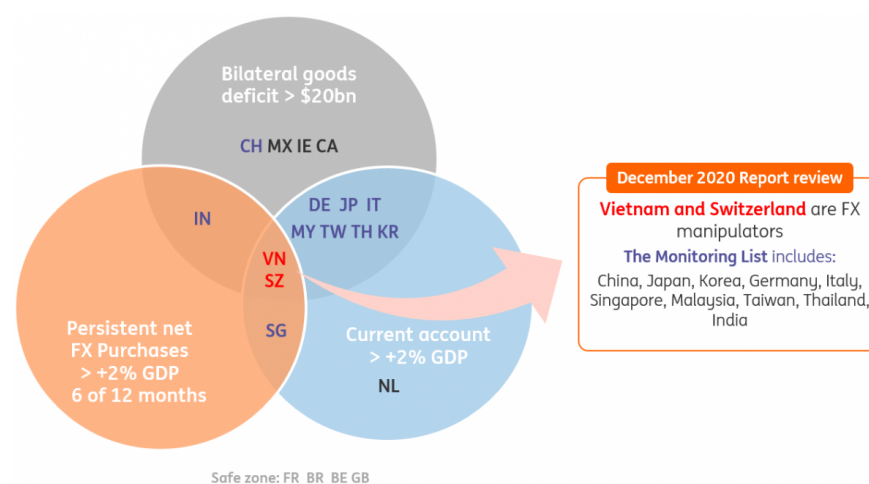 Bilateral goods
deficit > $20bn
CH MX IE CA
DE JP IT
MY TW TH KR
IN
VN
SZ
SG
Persistent net
FX Purchases
> +2% GDP
6 of 12 months
Current account
> +2% GDP
NL
Safe zone: FR BR BE GB
December 2020 Report review
Vietnam and Switzerland are FX
manipulators
The Monitoring List includes:
China, Japan, Korea, Germany, Italy,
Singapore, Malaysia, Taiwan, Thailand,
India